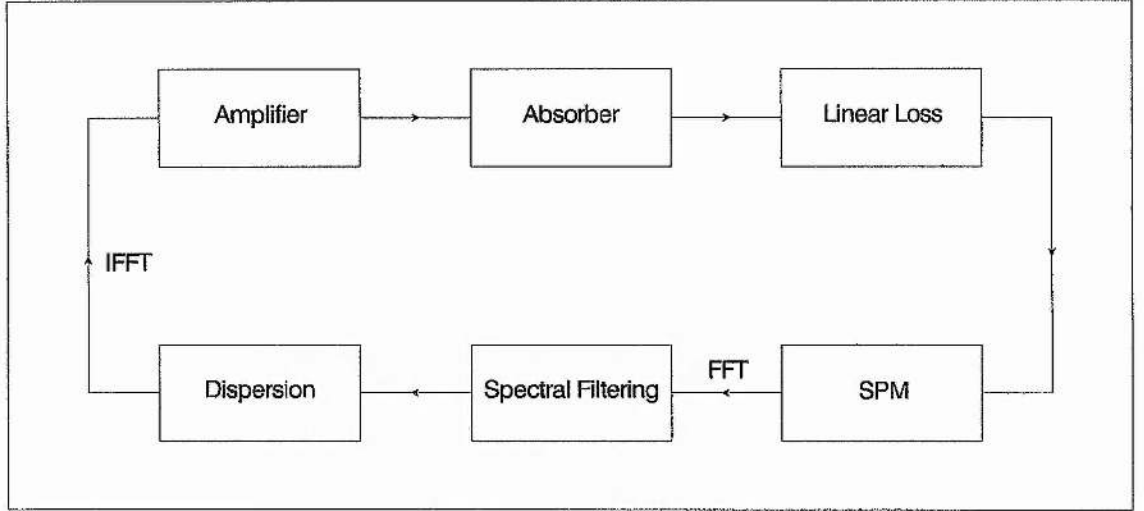 Amplifier
Absorber
Linear Loss
IFFT
FFT
Dispersion
Spectral Filtering
SPM